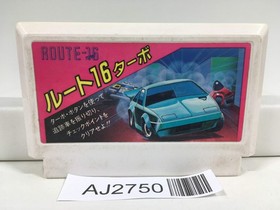 ROUTE-16
ルート16ターボ
ターボ・ボタンを使って
追跡車を振り切り、
チェックポイントを
クリアせよ!!
AJ2750